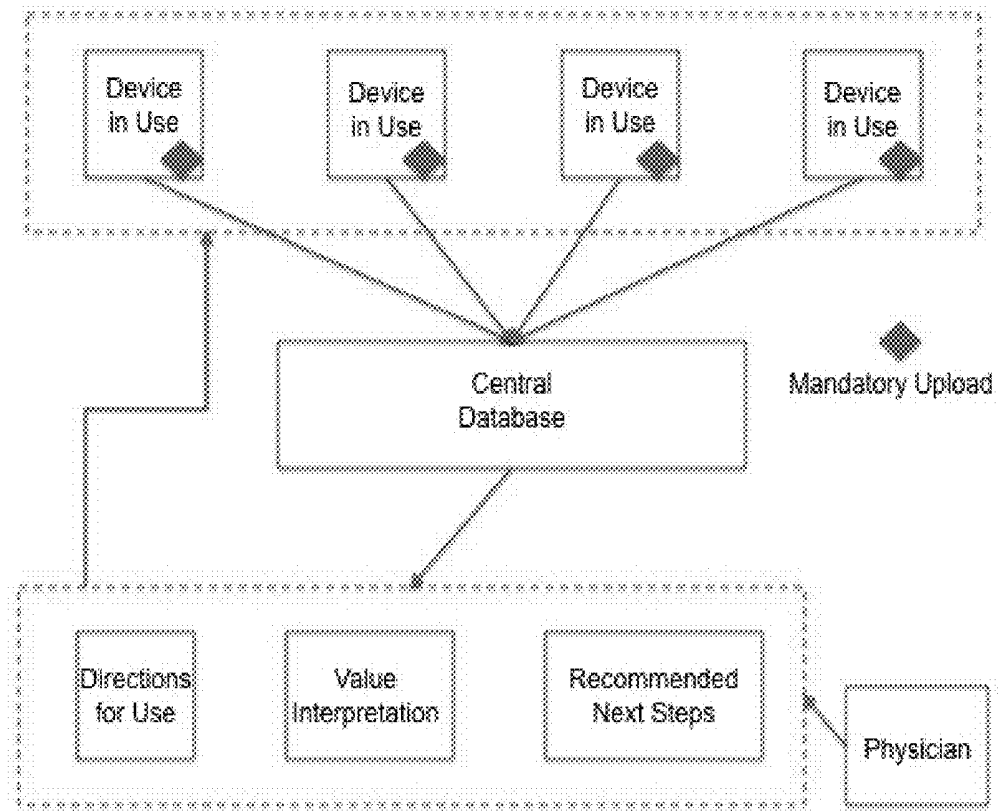 Device
in Use
Device
in Use
Device
in Use
Device
in Use
Central
Database
Mandatory Upload
Directions
for Use
Value
Interpretation
Recommended
Next Steps
Physician